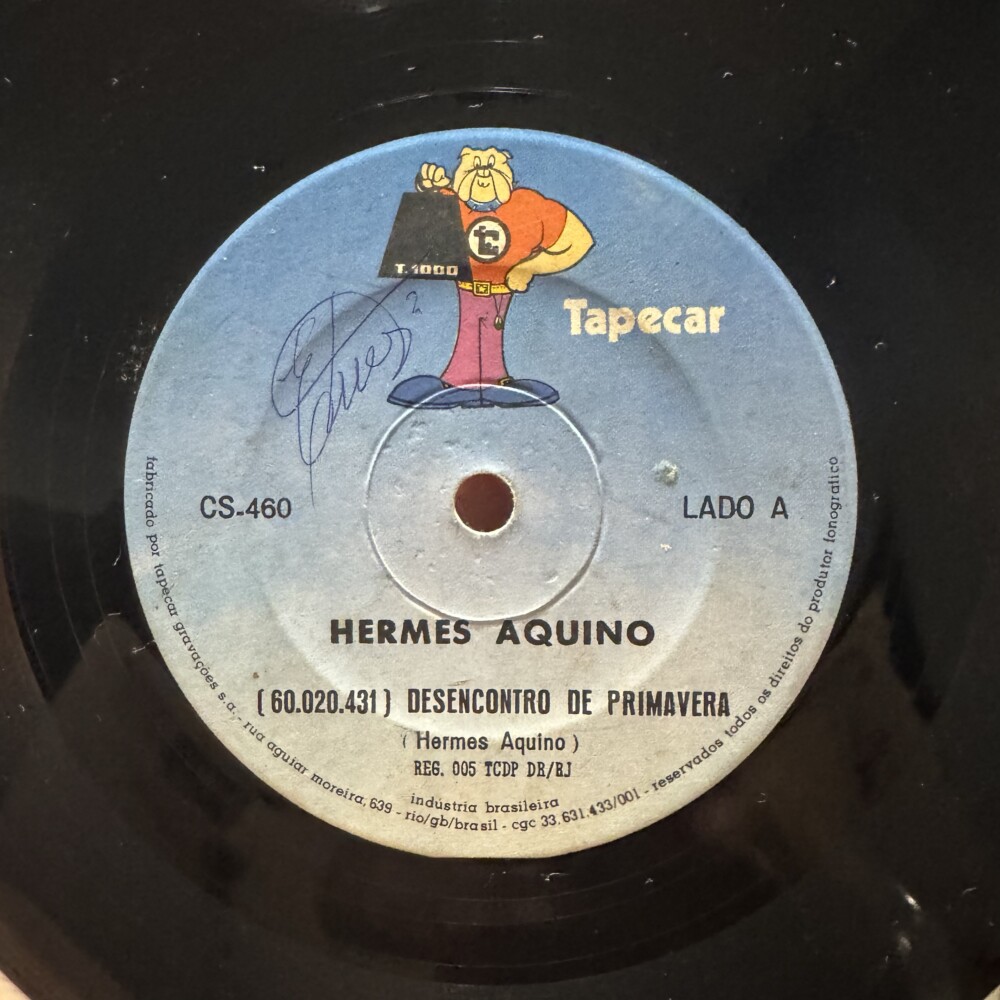 T.1000
Tapecar
CS-460
LADO A
HERMES AQUINO
(60.020.431) DESENCONTRO DE PRIMAVERA
(Hermes Aquino)
REG. 005 TCDP DR/RJ
indústria brasileira
fabricado por tapecar gravações s.a. - rua aguiar moreira, 639 - rio/gb/brasil - cgc 33.631.433/001 - reservados todos os direitos do produtor fonografico